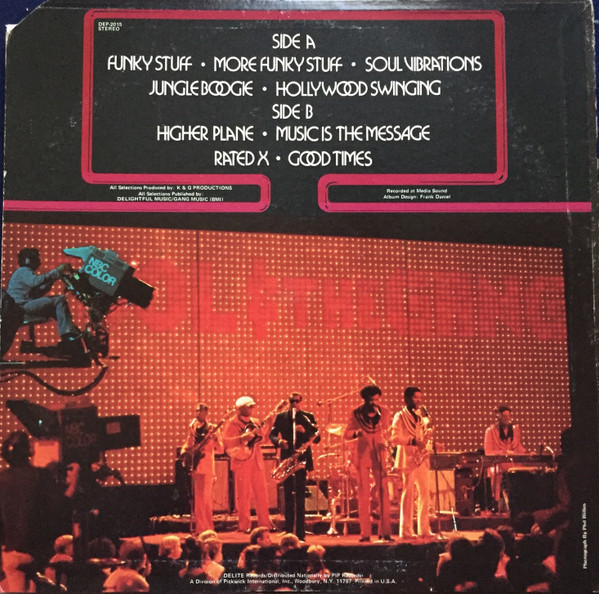 DEP-2015
STEREO
SIDE A
FUNKY STUFF • MORE FUNKY STUFF • SOUL VIBRATIONS
JUNGLE BOOGIE • HOLLYWOOD SWINGING
SIDE B
HIGHER PLANE • MUSIC IS THE MESSAGE
RATED X • GOOD TIMES
All Selections Produced by: K & G PRODUCTIONS
All Selections Published by:
DELIGHTFUL MUSIC/GANG MUSIC (BMI)
Recorded at Media Sound
Album Design: Frank Daniel
NBC
COLOR
OL & THE GANG
NBC
COLOR
Photograph By Phil
DELITE Records/Distributed Nationally by PIP Records
A Division of Pickwick International, Inc., Woodbury, N.Y. 11797 Printed in U.S.A.